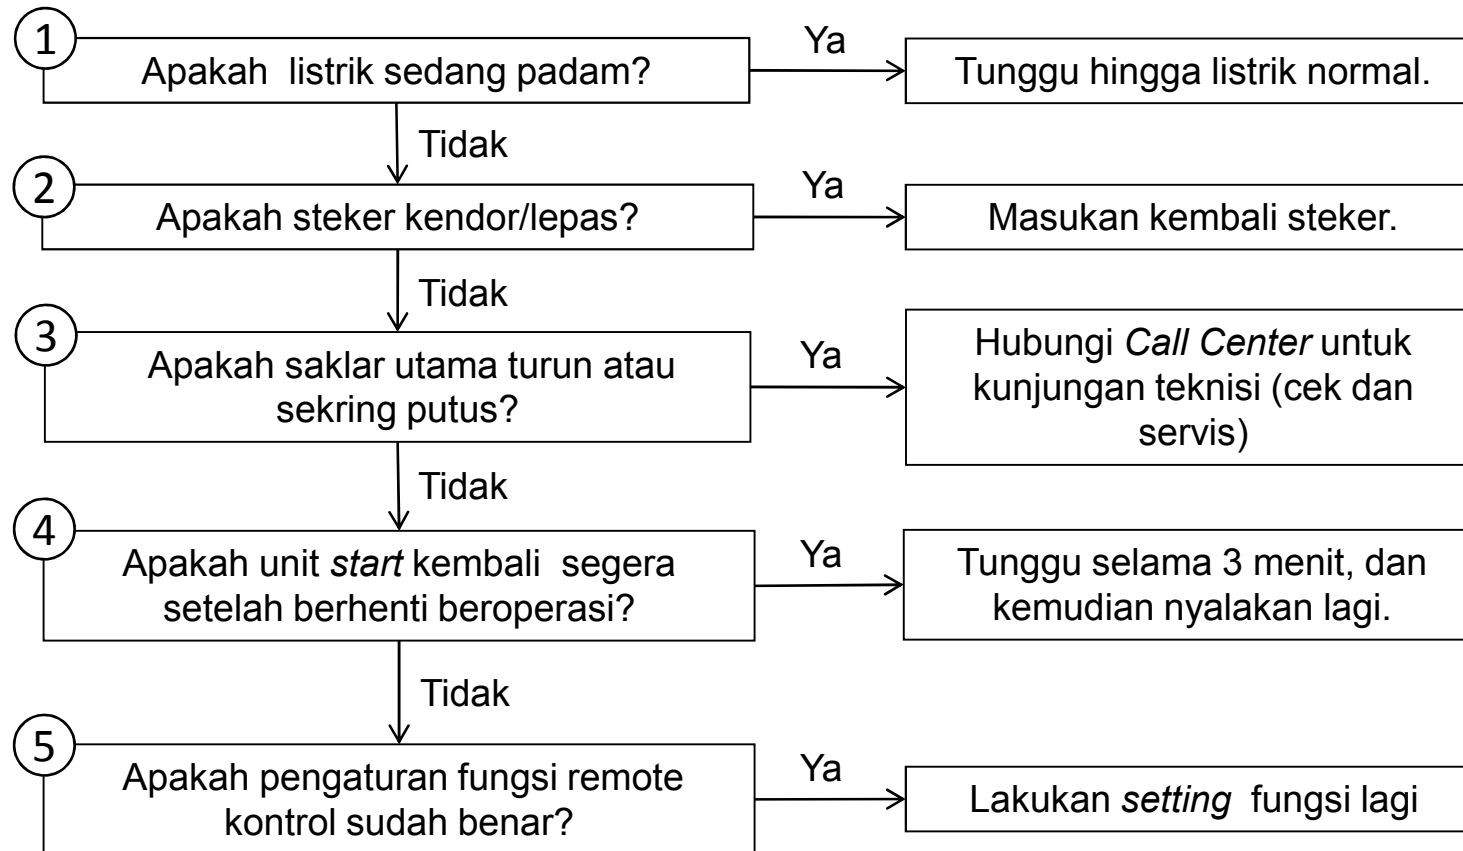 1
Apakah listrik sedang padam?
Ya
Tunggu hingga listrik normal.
Tidak
2
Apakah steker kendor/lepas?
Ya
Masukan kembali steker.
Tidak
3
Apakah saklar utama turun atau
sekring putus?
Ya
Hubungi Call Center untuk
kunjungan teknisi (cek dan
servis)
Tidak
4
Apakah unit start kembali segera
setelah berhenti beroperasi?
Ya
Tunggu selama 3 menit, dan
kemudian nyalakan lagi.
Tidak
5
Apakah pengaturan fungsi remote
kontrol sudah benar?
Ya
Lakukan setting fungsi lagi